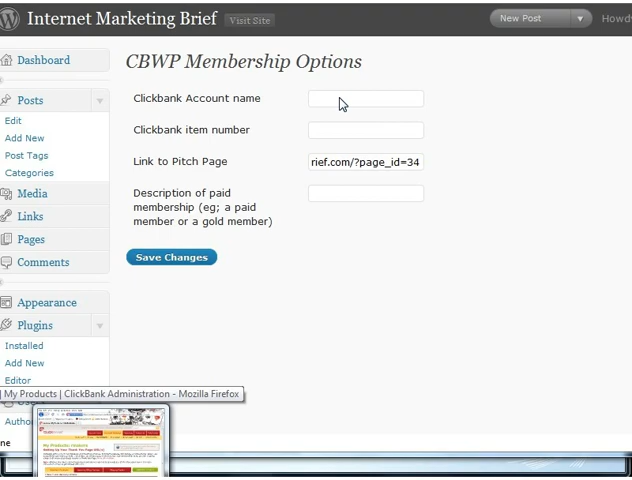 Internet Marketing Brief
Visit Site
New Post
Howd
Dashboard
Posts
Edit
Add New
Post Tags
Categories
Media
Links
Pages
Comments
Appearance
Plugins
Installed
Add New
Editor
Autho
CBWP Membership Options
Clickbank Account name
Clickbank item number
Link to Pitch Page
rief.com/?page_id=34
Description of paid
membership (eg; a paid
member or a gold member)
Save Changes
| My Products | ClickBank Administration - Mozilla Firefox
ne